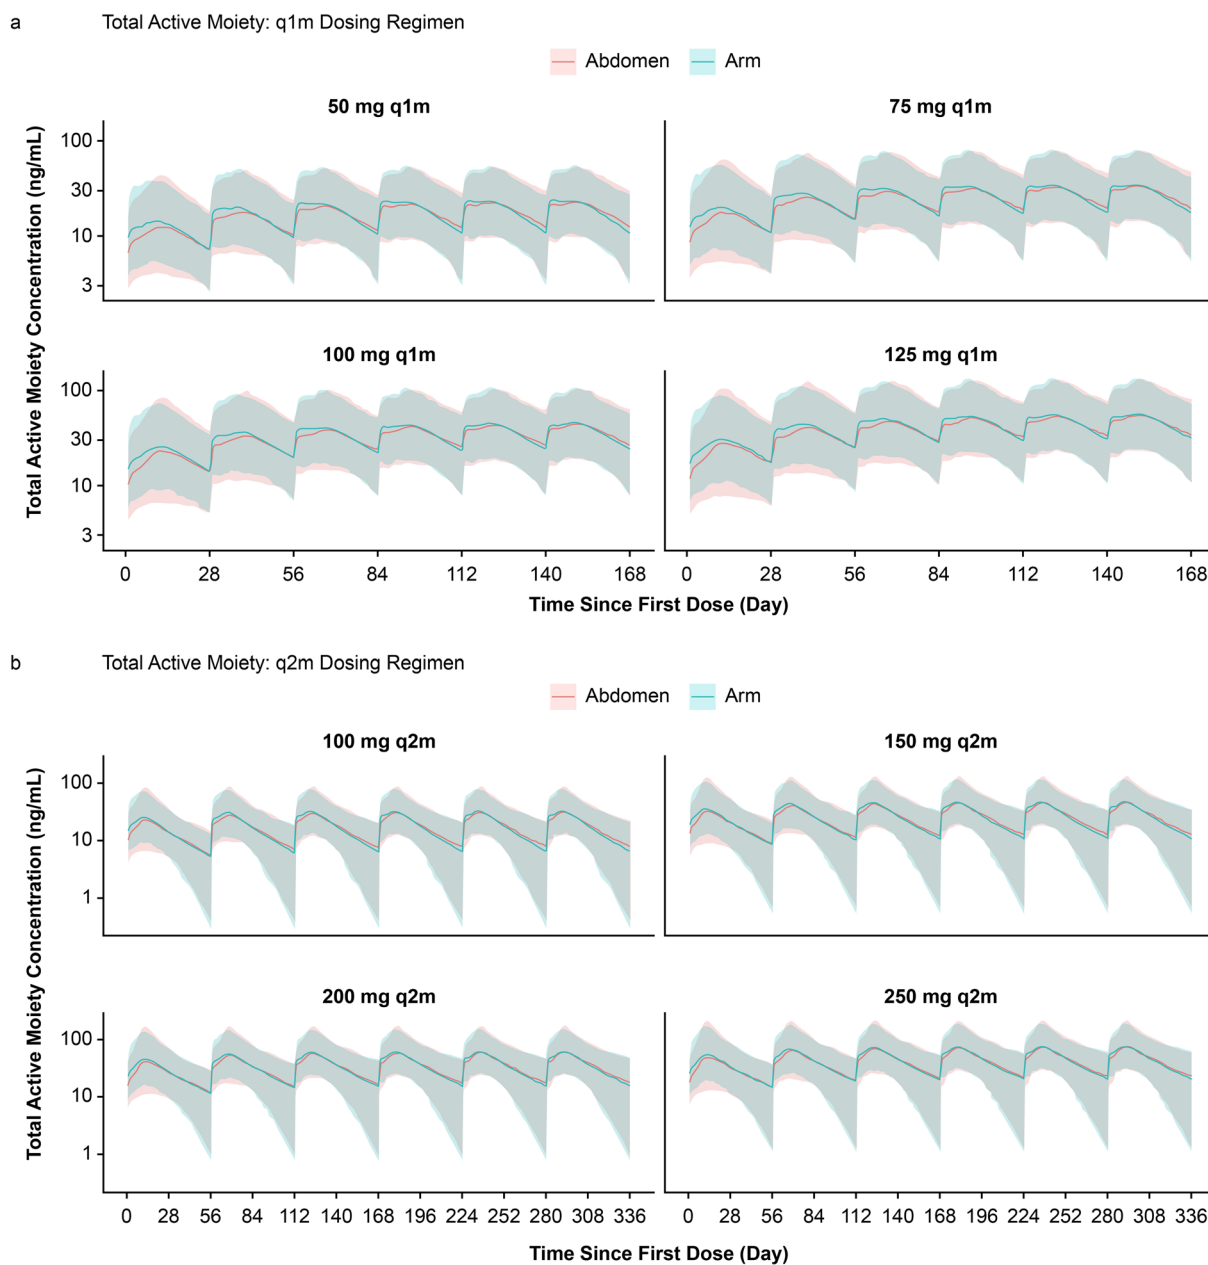 a Total Active Moiety: q1m Dosing Regimen
Abdomen Arm
50 mg q1m 75 mg q1m
Total Active Moiety Concentration (ng/mL)
100
30
10
3
100 mg q1m 125 mg q1m
100
30
10
3
0 28 56 84 112 140 168 0 28 56 84 112 140 168
Time Since First Dose (Day)
b Total Active Moiety: q2m Dosing Regimen
Abdomen Arm
100 mg q2m 150 mg q2m
Total Active Moiety Concentration (ng/mL)
100
10
1
200 mg q2m 250 mg q2m
100
10
1
0 28 56 84 112 140 168 196 224 252 280 308 336 0 28 56 84 112 140 168 196 224 252 280 308 336
Time Since First Dose (Day)